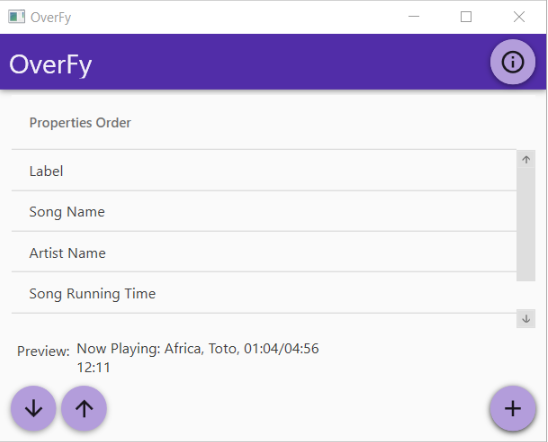 OverFy
OverFy
Properties Order
Label
Song Name
Artist Name
Song Running Time
Preview: Now Playing: Africa, Toto, 01:04/04:56
12:11